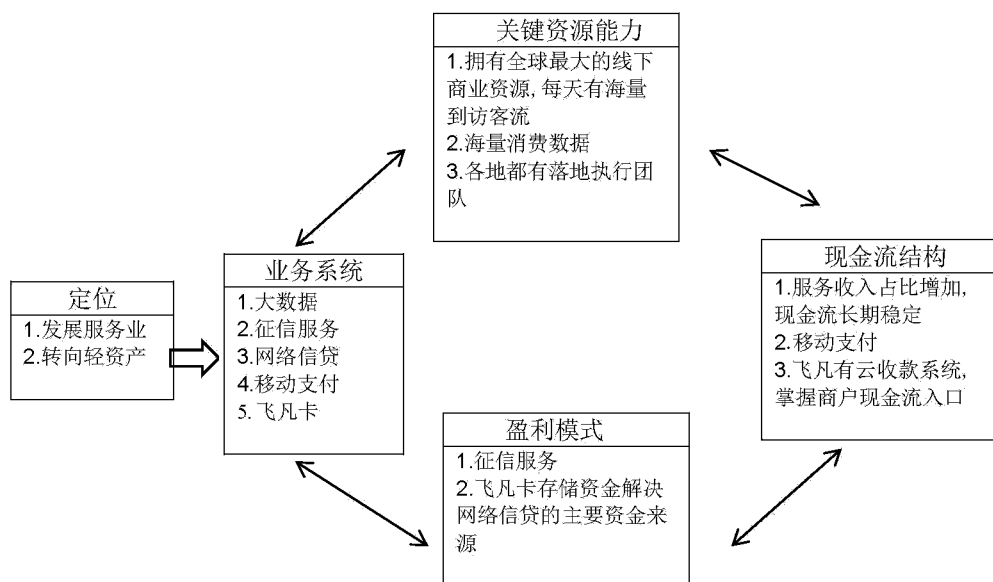 关键资源能力
1.拥有全球最大的线下
商业资源,每天有海量
到访客流
2.海量消费数据
3.各地都有落地执行团
队
定位
1.发展服务业
2.转向轻资产
业务系统
1.大数据
2.征信服务
3.网络信贷
4.移动支付
5.飞凡卡
现金流结构
1.服务收入占比增加,
现金流长期稳定
2.移动支付
3.飞凡有云收款系统,
掌握商户现金流入口
盈利模式
1.征信服务
2.飞凡卡存储资金解决
网络信贷的主要资金来
源